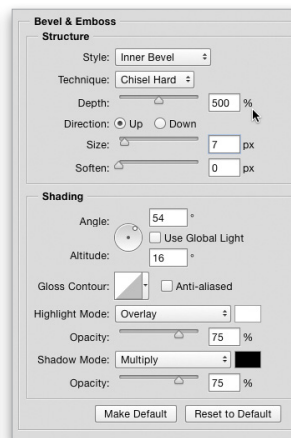 Bevel & Emboss
Structure
Style: Inner Bevel
Technique: Chisel Hard
Depth: 500 %
Direction: Up Down
Size: 7 px
Soften: 0 px
Shading
Angle: 54 °
Use Global Light
Altitude: 16 °
Gloss Contour: Anti-aliased
Highlight Mode: Overlay
Opacity: 75 %
Shadow Mode: Multiply
Opacity: 75 %
Make Default Reset to Default